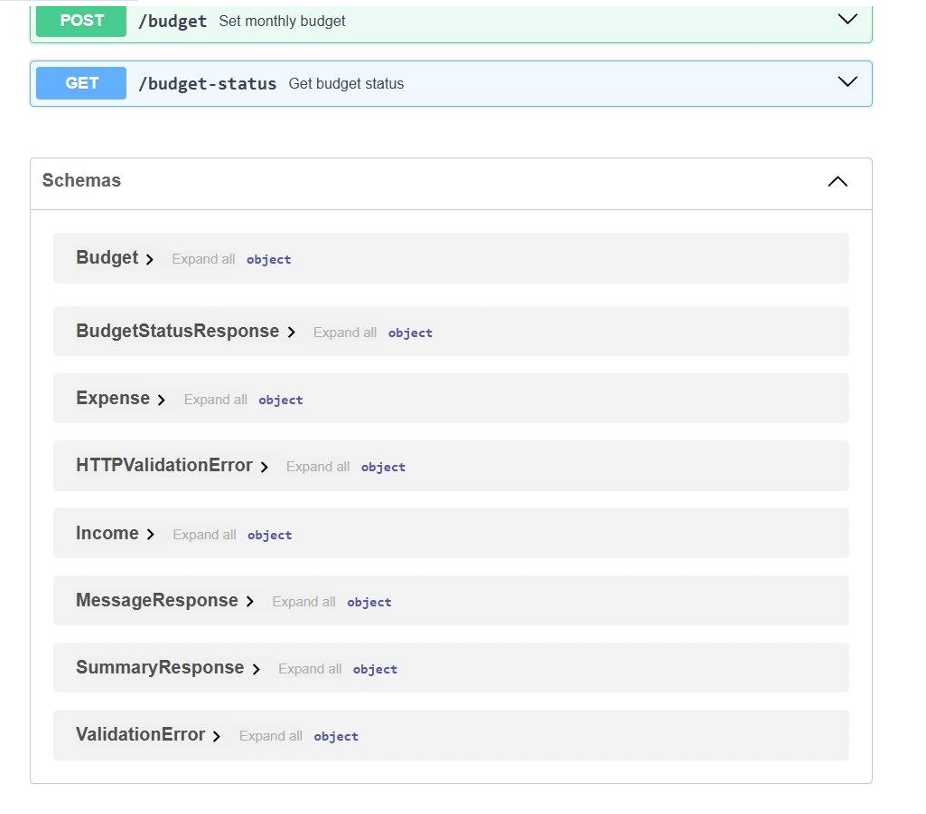 POST /budget Set monthly budget
GET /budget-status Get budget status
Schemas
Budget Expand all object
BudgetStatusResponse Expand all object
Expense Expand all object
HTTPValidationError Expand all object
Income Expand all object
MessageResponse Expand all object
SummaryResponse Expand all object
ValidationError Expand all object